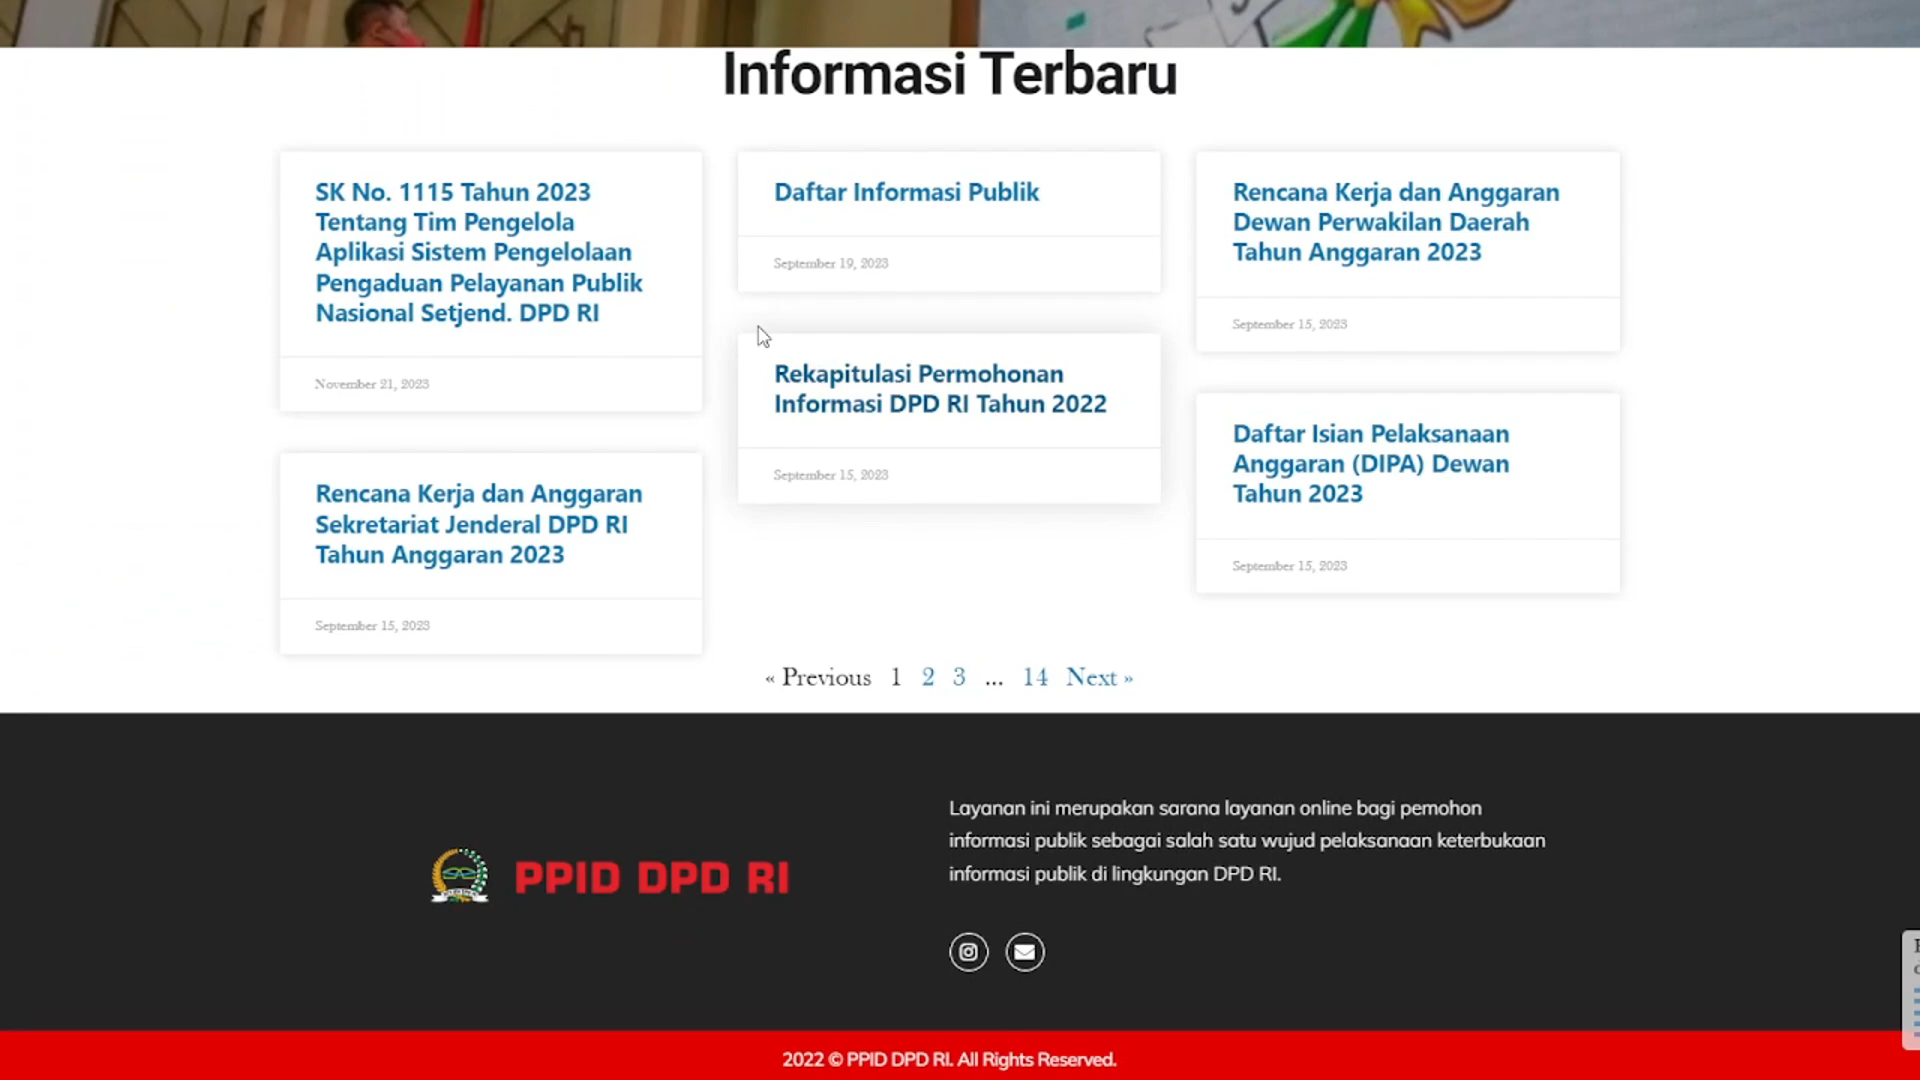 Informasi Terbaru
SK No. 1115 Tahun 2023
Tentang Tim Pengelola
Aplikasi Sistem Pengelolaan
Pengaduan Pelayanan Publik
Nasional Setjend. DPD RI
November 21, 2023
Daftar Informasi Publik
September 19, 2023
Rencana Kerja dan Anggaran
Dewan Perwakilan Daerah
Tahun Anggaran 2023
September 15, 2023
Rencana Kerja dan Anggaran
Sekretariat Jenderal DPD RI
Tahun Anggaran 2023
September 15, 2023
Rekapitulasi Permohonan
Informasi DPD RI Tahun 2022
September 15, 2023
Daftar Isian Pelaksanaan
Anggaran (DIPA) Dewan
Tahun 2023
September 15, 2023
« Previous 1 2 3 ... 14 Next »
PPID DPD RI
Layanan ini merupakan sarana layanan online bagi pemohon
informasi publik sebagai salah satu wujud pelaksanaan keterbukaan
informasi publik di lingkungan DPD RI.
2022 © PPID DPD RI. All Rights Reserved.